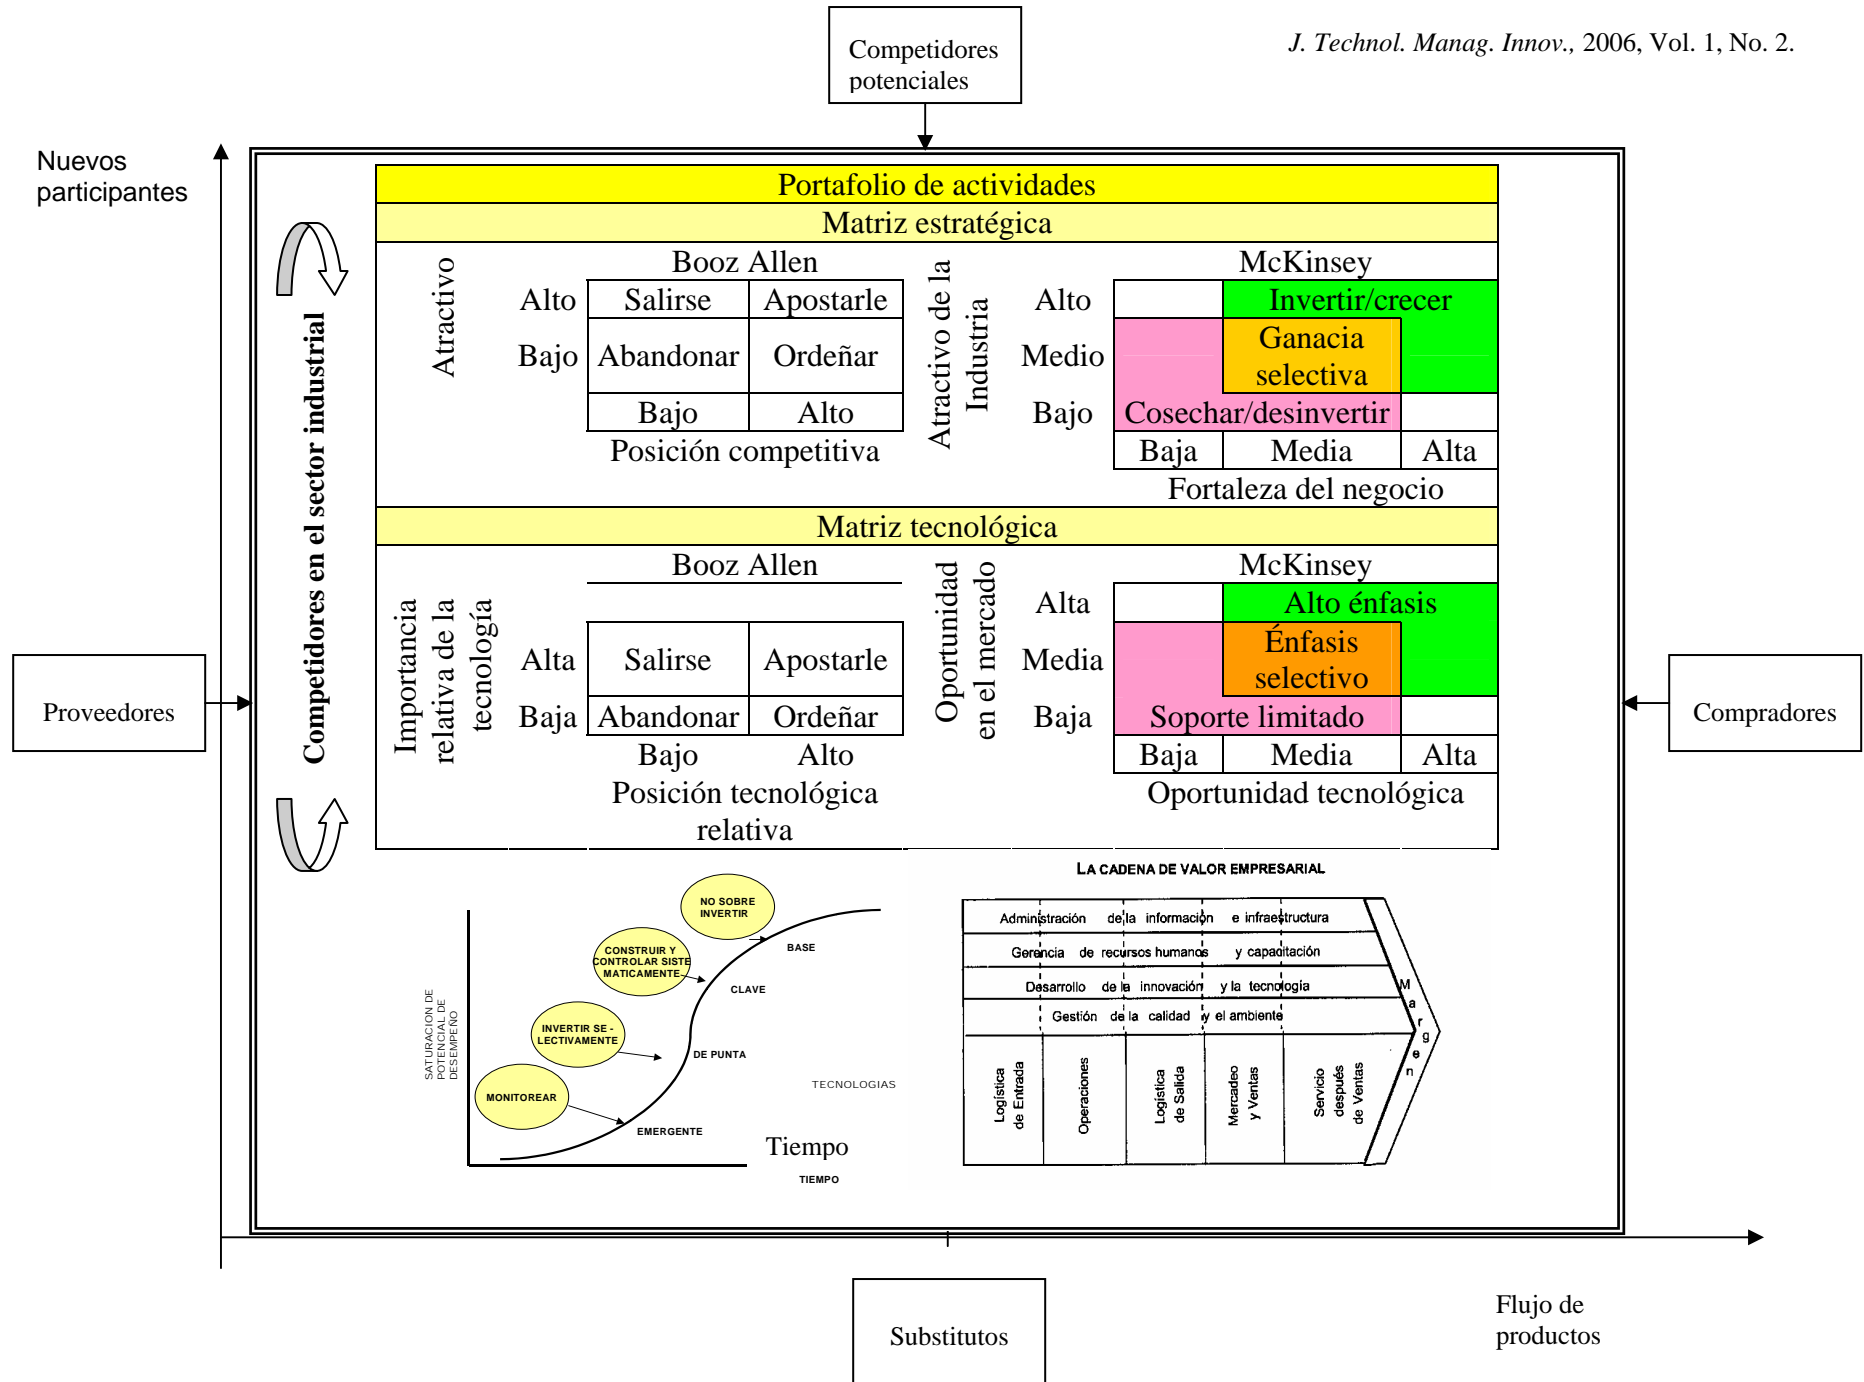 J. Technol. Manag. Innov., 2006, Vol. 1, No. 2.
Competidores
potenciales
Nuevos
participantes
Competidores en el sector industrial
Proveedores
Compradores
Portafolio de actividades
Matriz estratégica
Atractivo
Booz Allen
Alto Salirse Apostarle
Bajo Abandonar Ordeñar
Bajo Alto
Posición competitiva
Atractivo de la
Industria
McKinsey
Alto Invertir/crecer
Medio Ganacia
selectiva
Bajo Cosechar/desinvertir
Baja Media Alta
Fortaleza del negocio
Matriz tecnológica
Importancia
relativa de la
tecnología
Booz Allen
Alta Salirse Apostarle
Baja Abandonar Ordeñar
Bajo Alto
Posición tecnológica
relativa
Oportunidad
en el mercado
McKinsey
Alta Alto énfasis
Media Énfasis
selectivo
Baja Soporte limitado
Baja Media Alta
Oportunidad tecnológica
SATURACION DE
POTENCIAL DE
DESEMPEÑO
NO SOBRE
INVERTIR
BASE
CONSTRUIR Y
CONTROLAR SISTE
MATICAMENTE
CLAVE
INVERTIR SE -
LECTIVAMENTE
DE PUNTA
TECNOLOGIAS
MONITOREAR
EMERGENTE
Tiempo
TIEMPO
LA CADENA DE VALOR EMPRESARIAL
Administración de la información e infraestructura
Gerencia de recursos humanos y capacitación
Desarrollo de la innovación y la tecnología
Gestión de la calidad y el ambiente
Logística
de Entrada
Operaciones
Logística
de Salida
Mercadeo
y Ventas
Servicio
después
de Ventas
Margen
Substitutos
Flujo de
productos